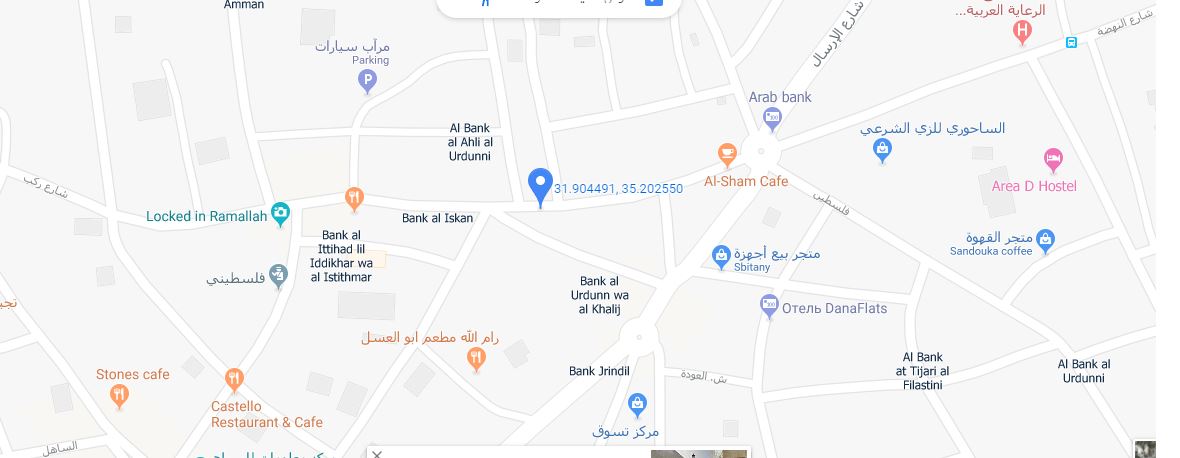 Amman
شارع الإرسال
الرعاية العربية...
شارع النهضة
مرآب سيارات
Parking
Arab bank
Al Bank
al Ahli al
Urdunni
الساحوري للزي الشرعي
Al-Sham Cafe
Area D Hostel
31.904491, 35.202550
شارع ركب
Locked in Ramallah
Bank al Iskan
فلسطين
Bank al
Ittihad lil
Iddikhar wa
al Istithmar
متجر القهوة
Sandouka coffee
متجر بيع أجهزة
Sbitany
فلسطيني
Bank al
Urdunn wa
al Khalij
Отель DanaFlats
رام الله مطعم ابو العسل
Stones cafe
Bank Jrindil
ش. العودة
Al Bank
at Tijari al
Filastini
Al Bank al
Urdunni
Castello
Restaurant & Cafe
مركز تسوق
الساهل